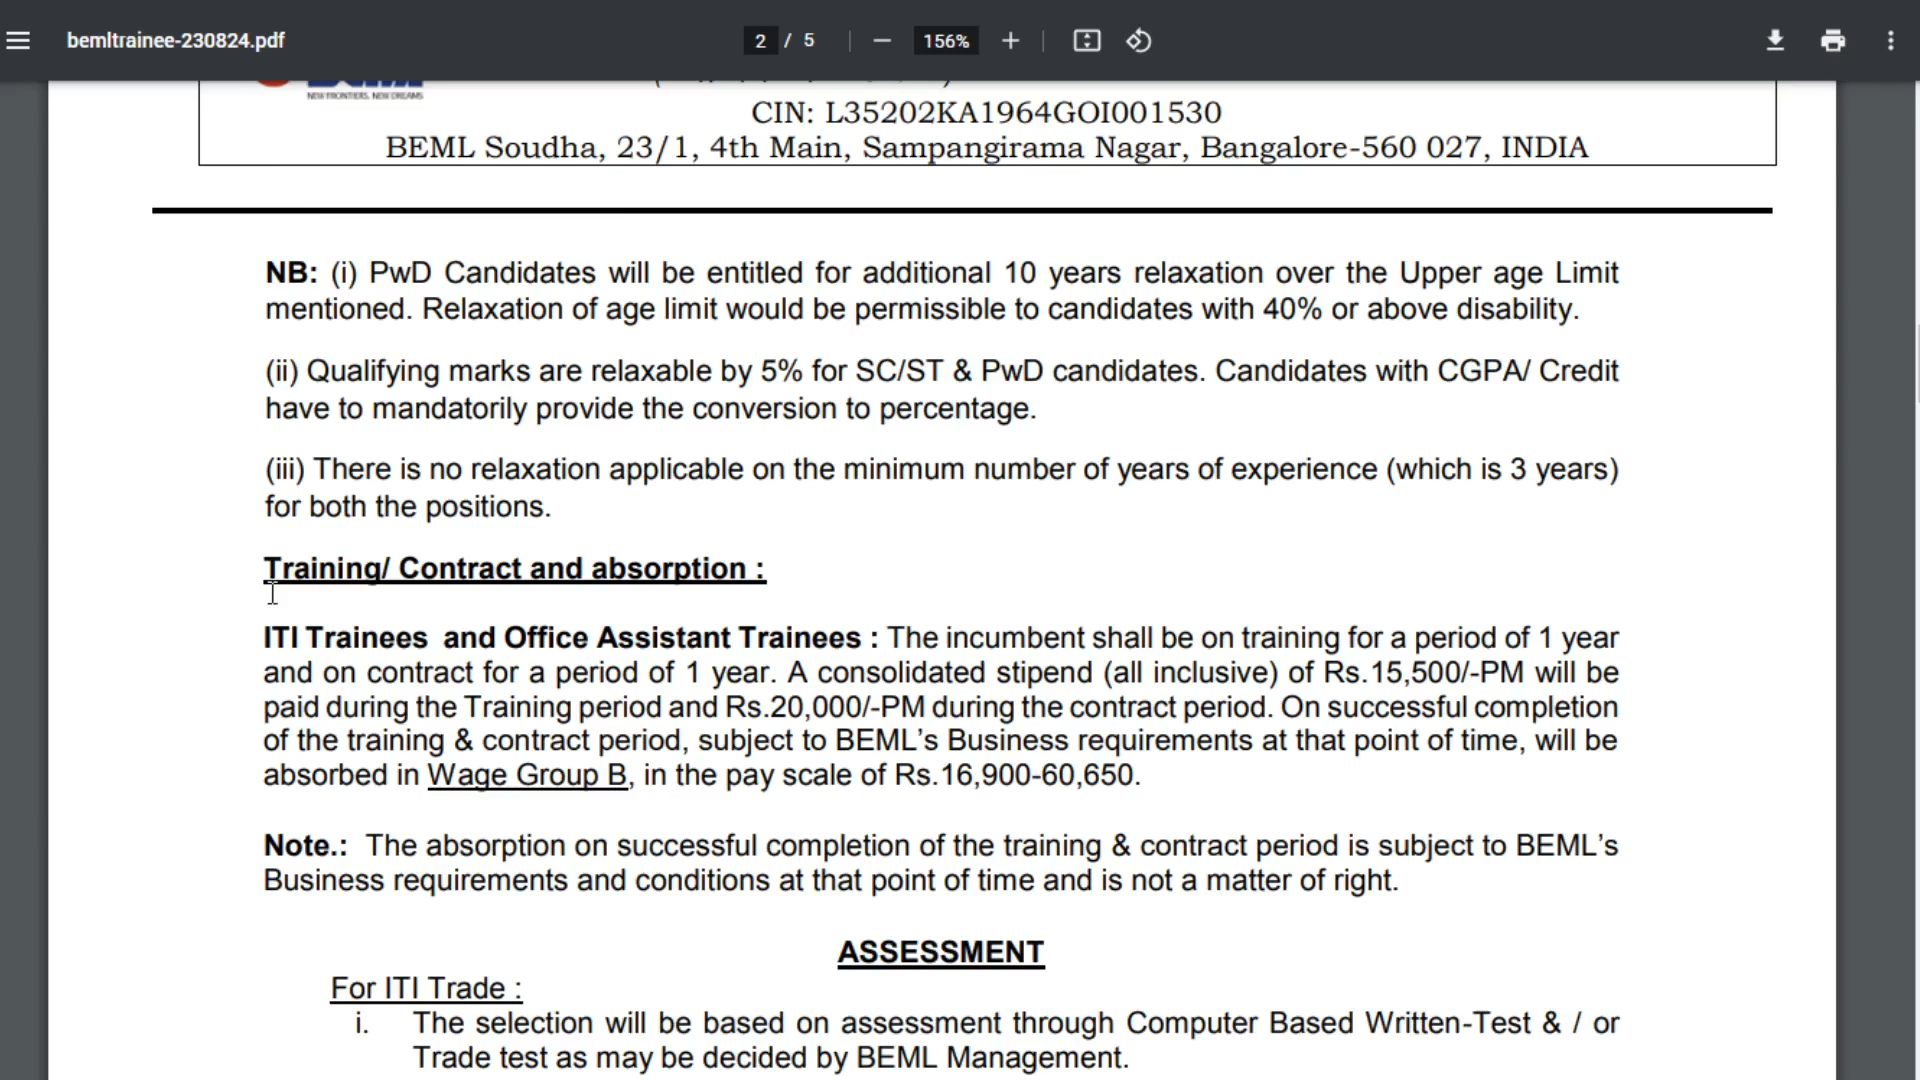 bemltrainee-230824.pdf
2 / 5
156%
NEW FRONTIERS. NEW DREAMS
CIN: L35202KA1964GOI001530
BEML Soudha, 23/1, 4th Main, Sampangirama Nagar, Bangalore-560 027, INDIA
NB: (i) PwD Candidates will be entitled for additional 10 years relaxation over the Upper age Limit
mentioned. Relaxation of age limit would be permissible to candidates with 40% or above disability.
(ii) Qualifying marks are relaxable by 5% for SC/ST & PwD candidates. Candidates with CGPA/ Credit
have to mandatorily provide the conversion to percentage.
(iii) There is no relaxation applicable on the minimum number of years of experience (which is 3 years)
for both the positions.
Training/ Contract and absorption :
ITI Trainees and Office Assistant Trainees : The incumbent shall be on training for a period of 1 year
and on contract for a period of 1 year. A consolidated stipend (all inclusive) of Rs.15,500/-PM will be
paid during the Training period and Rs.20,000/-PM during the contract period. On successful completion
of the training & contract period, subject to BEML’s Business requirements at that point of time, will be
absorbed in Wage Group B, in the pay scale of Rs.16,900-60,650.
Note.: The absorption on successful completion of the training & contract period is subject to BEML’s
Business requirements and conditions at that point of time and is not a matter of right.
ASSESSMENT
For ITI Trade :
i. The selection will be based on assessment through Computer Based Written-Test & / or
Trade test as may be decided by BEML Management.